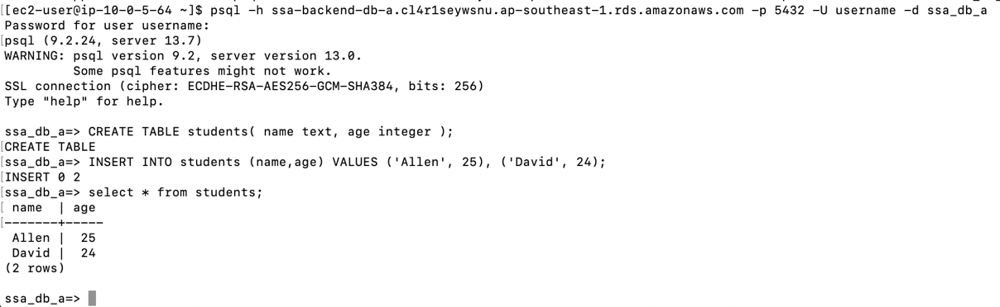 [[ec2-user@ip-10-0-5-64 ~]$ psql -h ssa-backend-db-a.cl4r1seywsnu.ap-southeast-1.rds.amazonaws.com -p 5432 -U username -d ssa_db_a
Password for user username:
[psql (9.2.24, server 13.7)
WARNING: psql version 9.2, server version 13.0.
         Some psql features might not work.
SSL connection (cipher: ECDHE-RSA-AES256-GCM-SHA384, bits: 256)
Type "help" for help.

ssa_db_a=> CREATE TABLE students( name text, age integer );
[CREATE TABLE
[ssa_db_a=> INSERT INTO students (name,age) VALUES ('Allen', 25), ('David', 24);
[INSERT 0 2
[ssa_db_a=> select * from students;
[ name  | age
[-------+-----
 Allen |  25
 David |  24
(2 rows)

ssa_db_a=>